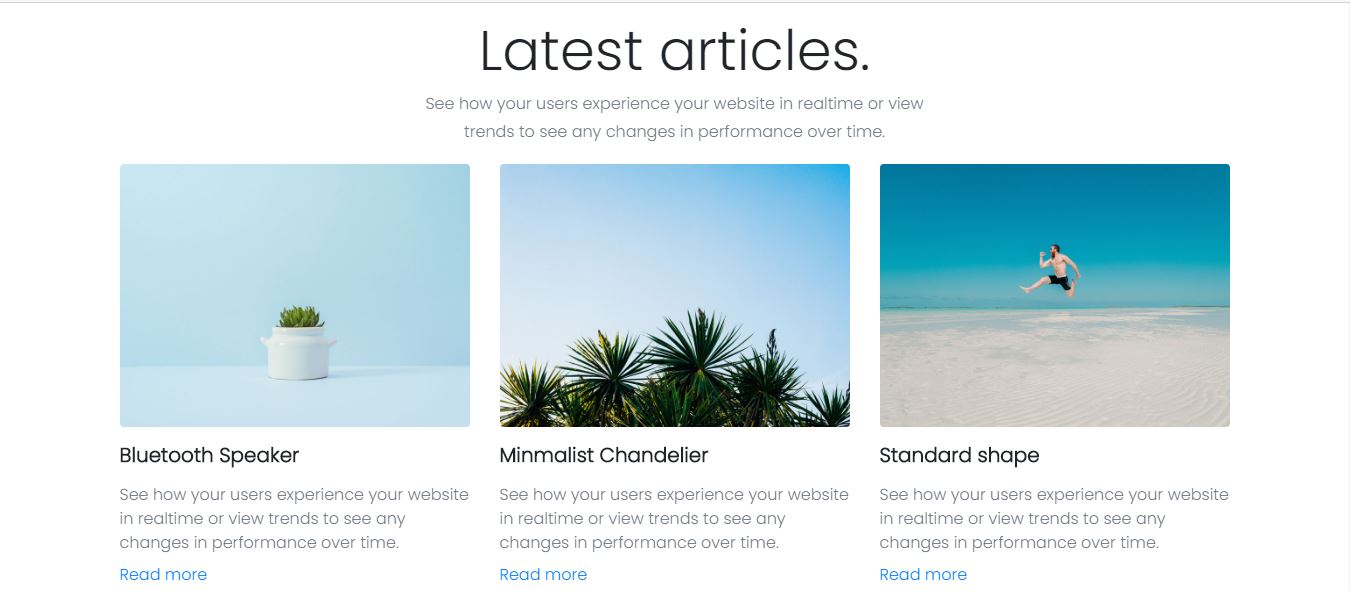 Latest articles.
See how your users experience your website in realtime or view
trends to see any changes in performance over time.
Bluetooth Speaker
See how your users experience your website
in realtime or view trends to see any
changes in performance over time.
Read more
Minmalist Chandelier
See how your users experience your website
in realtime or view trends to see any
changes in performance over time.
Read more
Standard shape
See how your users experience your website
in realtime or view trends to see any
changes in performance over time.
Read more